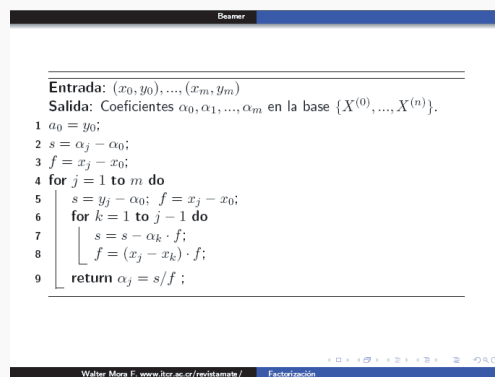 Beamer
Entrada: (x₀, y₀), ..., (xₘ, yₘ)
Salida: Coeficientes α₀, α₁, ..., αₘ en la base {X⁽⁰⁾, ..., X⁽ⁿ⁾}.
1 a₀ = y₀;
2 s = αⱼ − α₀;
3 f = xⱼ − x₀;
4 for j = 1 to m do
5 s = yⱼ − α₀; f = xⱼ − x₀;
6 for k = 1 to j − 1 do
7 s = s − αₖ · f;
8 f = (xⱼ − xₖ) · f;
9 return αⱼ = s/f ;
Walter Mora F. www.itcr.ac.cr/revistamate/ Factorización